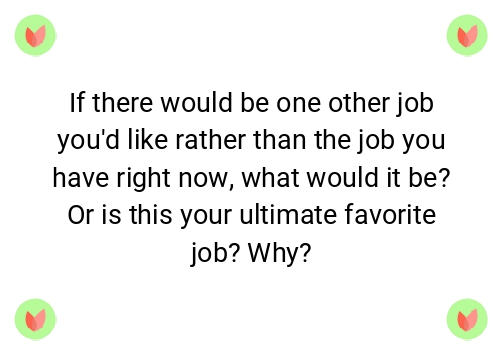 If there would be one other job
you'd like rather than the job you
have right now, what would it be?
Or is this your ultimate favorite
job? Why?